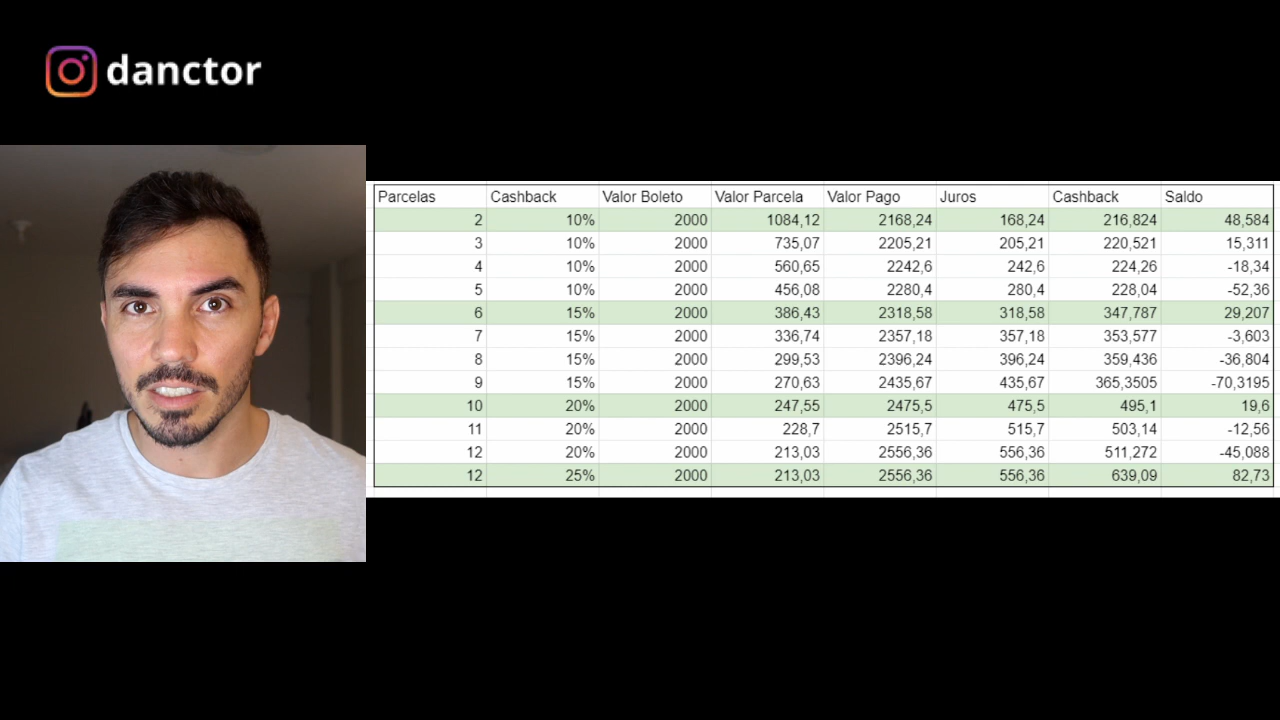 danctor
Parcelas Cashback Valor Boleto Valor Parcela Valor Pago Juros Cashback Saldo
2 10% 2000 1084,12 2168,24 168,24 216,824 48,584
3 10% 2000 735,07 2205,21 205,21 220,521 15,311
4 10% 2000 560,65 2242,6 242,6 224,26 -18,34
5 10% 2000 456,08 2280,4 280,4 228,04 -52,36
6 15% 2000 386,43 2318,58 318,58 347,787 29,207
7 15% 2000 336,74 2357,18 357,18 353,577 -3,603
8 15% 2000 299,53 2396,24 396,24 359,436 -36,804
9 15% 2000 270,63 2435,67 435,67 365,3505 -70,3195
10 20% 2000 247,55 2475,5 475,5 495,1 19,6
11 20% 2000 228,7 2515,7 515,7 503,14 -12,56
12 20% 2000 213,03 2556,36 556,36 511,272 -45,088
12 25% 2000 213,03 2556,36 556,36 639,09 82,73